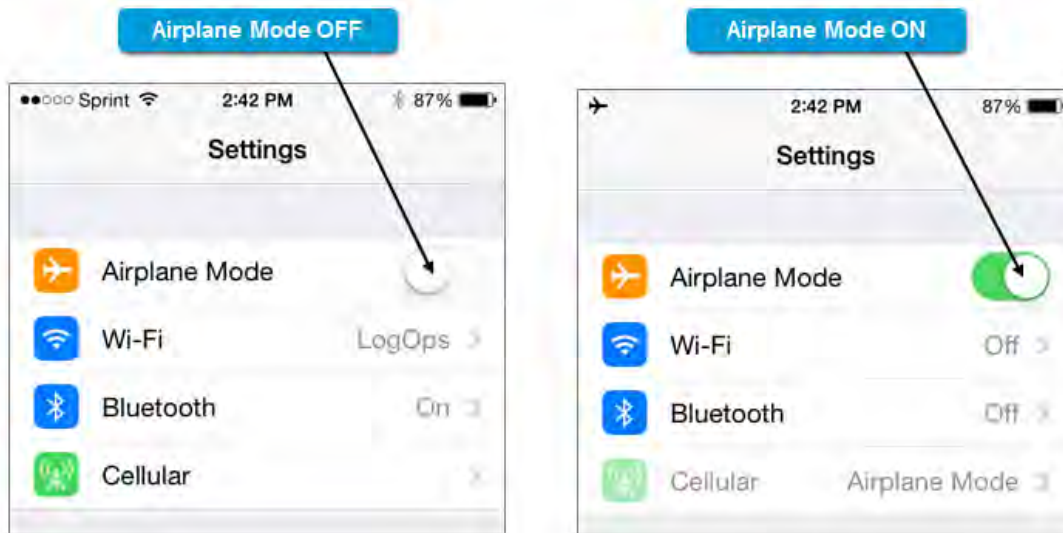 Airplane Mode OFF
Sprint 2:42 PM 87%
Settings
Airplane Mode
Wi-Fi LogOps
Bluetooth On
Cellular
Airplane Mode ON
2:42 PM 87%
Settings
Airplane Mode
Wi-Fi Off
Bluetooth Off
Cellular Airplane Mode